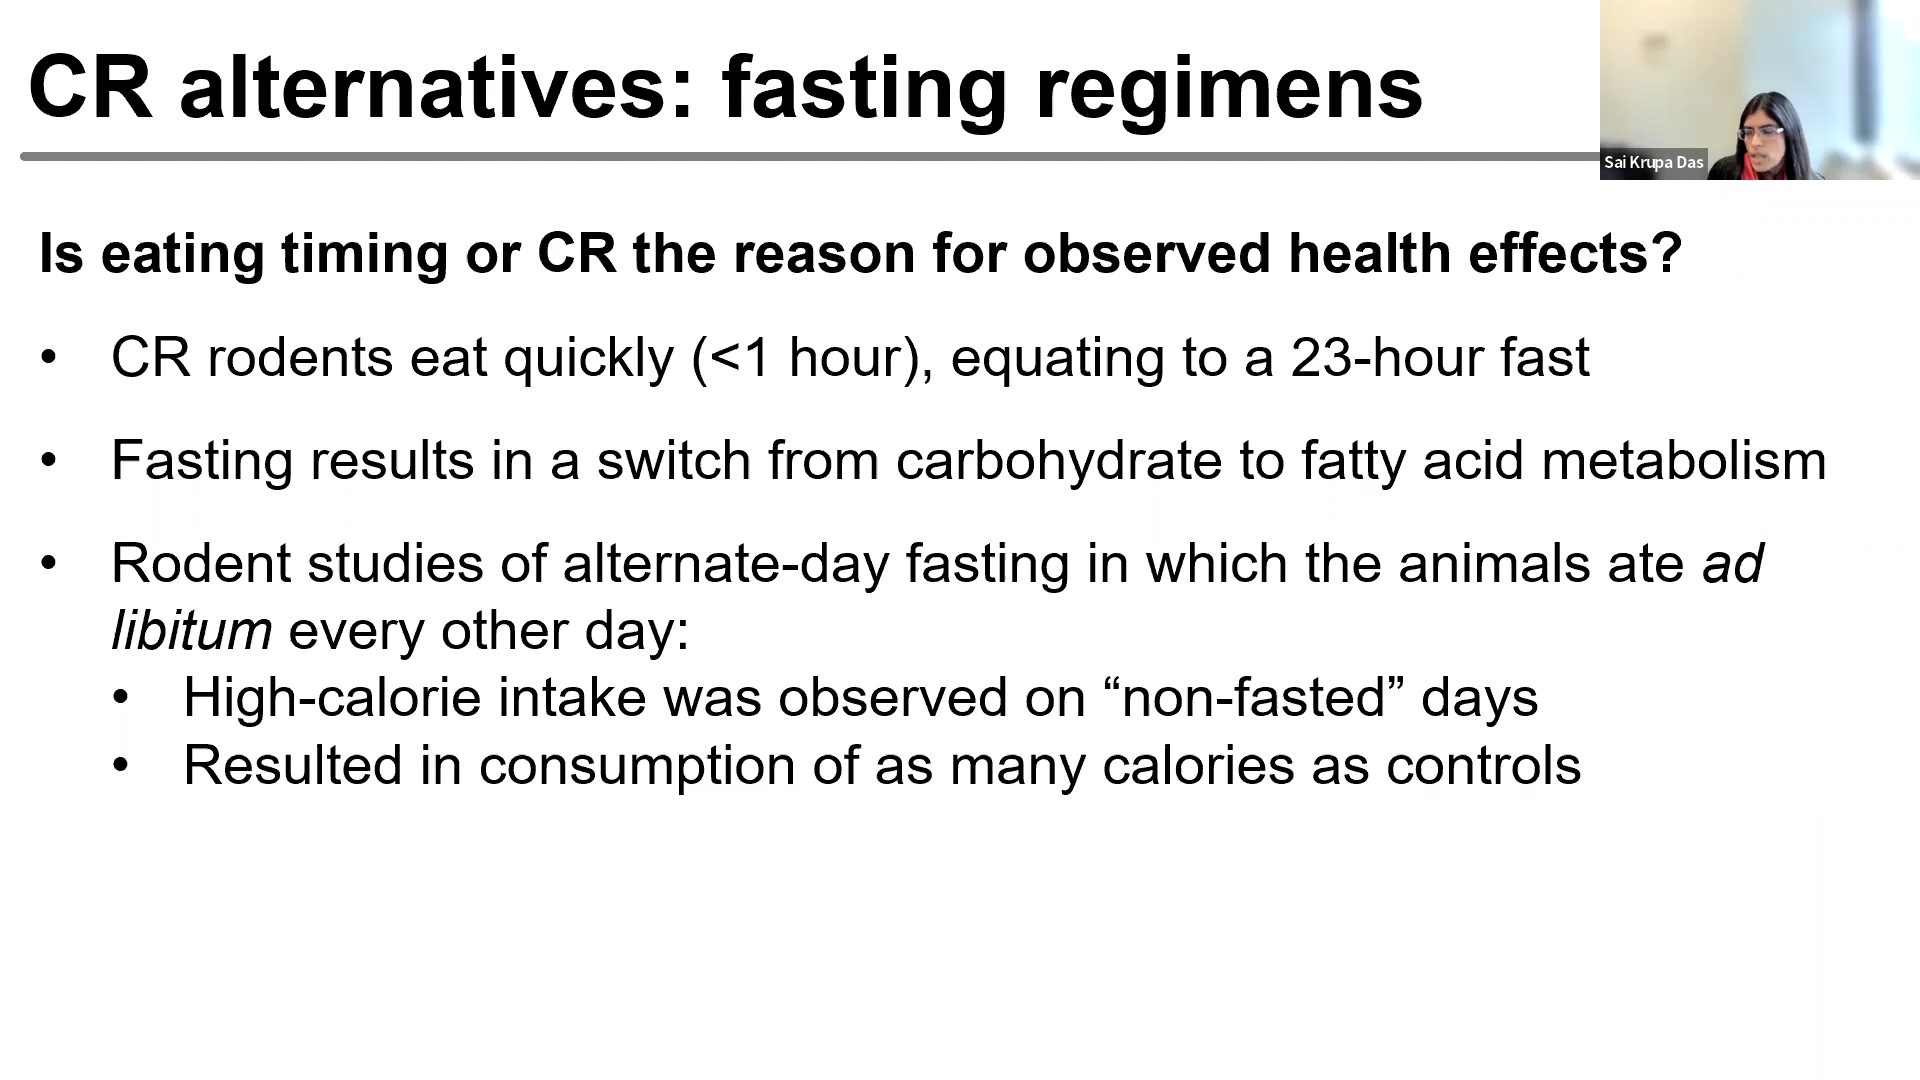 CR alternatives: fasting regimens
Sai Krupa Das
Is eating timing or CR the reason for observed health effects?
• CR rodents eat quickly (<1 hour), equating to a 23-hour fast
• Fasting results in a switch from carbohydrate to fatty acid metabolism
• Rodent studies of alternate-day fasting in which the animals ate ad
libitum every other day:
• High-calorie intake was observed on “non-fasted” days
• Resulted in consumption of as many calories as controls